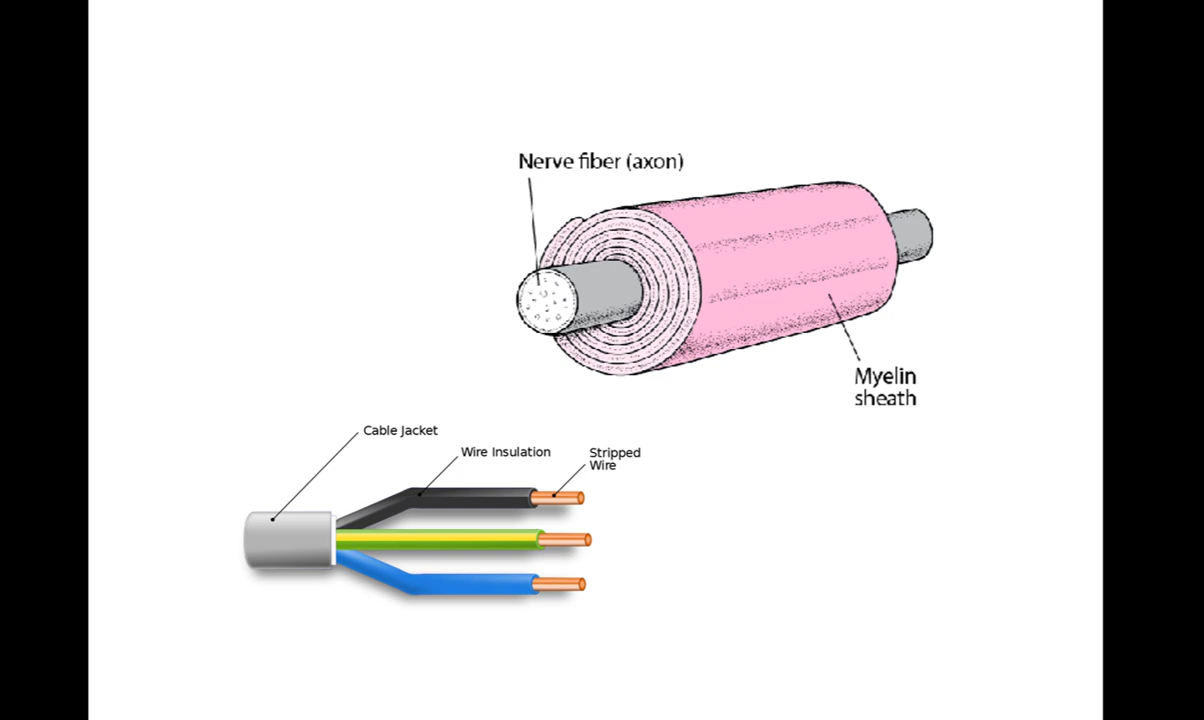 Nerve fiber (axon)
Myelin
sheath
Cable Jacket
Wire Insulation
Stripped
Wire